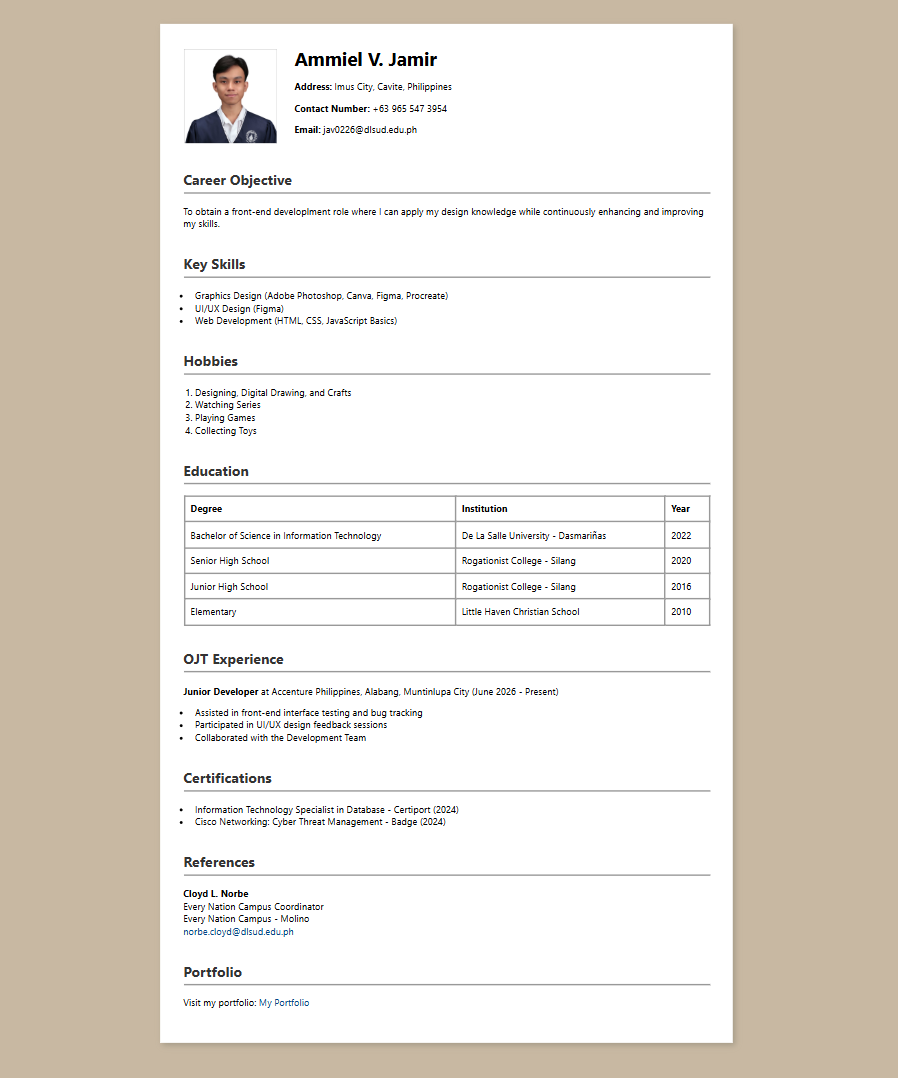 Ammiel V. Jamir
Address: Imus City, Cavite, Philippines
Contact Number: +63 965 547 3954
Email: jav0226@dlsud.edu.ph
Career Objective
To obtain a front-end developlment role where I can apply my design knowledge while continuously enhancing and improving
my skills.
Key Skills
• Graphics Design (Adobe Photoshop, Canva, Figma, Procreate)
• UI/UX Design (Figma)
• Web Development (HTML, CSS, JavaScript Basics)
Hobbies
1. Designing, Digital Drawing, and Crafts
2. Watching Series
3. Playing Games
4. Collecting Toys
Education
Degree Institution Year
Bachelor of Science in Information Technology De La Salle University - Dasmariñas 2022
Senior High School Rogationist College - Silang 2020
Junior High School Rogationist College - Silang 2016
Elementary Little Haven Christian School 2010
OJT Experience
Junior Developer at Accenture Philippines, Alabang, Muntinlupa City (June 2026 - Present)
• Assisted in front-end interface testing and bug tracking
• Participated in UI/UX design feedback sessions
• Collaborated with the Development Team
Certifications
• Information Technology Specialist in Database - Certiport (2024)
• Cisco Networking: Cyber Threat Management - Badge (2024)
References
Cloyd L. Norbe
Every Nation Campus Coordinator
Every Nation Campus - Molino
norbe.cloyd@dlsud.edu.ph
Portfolio
Visit my portfolio: My Portfolio